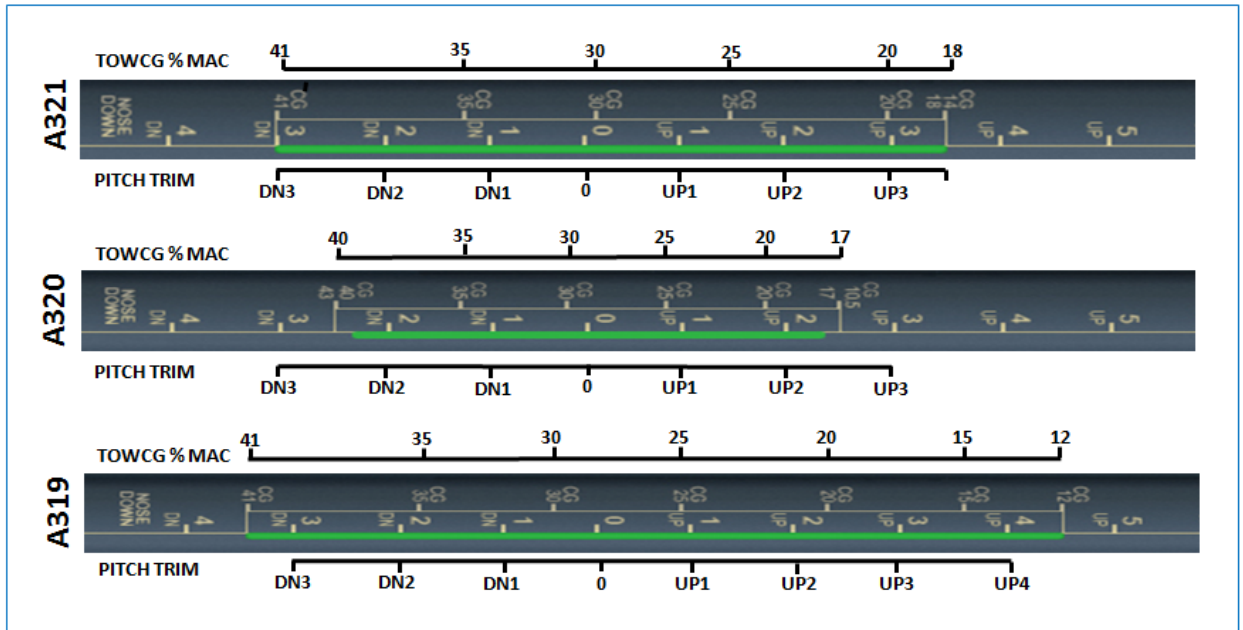 TOWCG % MAC 41 35 30 25 20 18
A321
NOSE DOWN DN 4 DN 3 DN 2 DN 1 0 UP 1 UP 2 UP 3 UP 4 UP 5
41 CG 35 CG 30 CG 25 CG 20 CG 18 14 CG
PITCH TRIM
DN3 DN2 DN1 0 UP1 UP2 UP3
40 35 30 25 20 17
TOWCG % MAC
A320
NOSE DOWN DN 4 DN 3 DN 2 DN 1 0 UP 1 UP 2 UP 3 UP 4 UP 5
43 40 CG 35 CG 30 CG 25 CG 20 CG 17 10.5 CG
PITCH TRIM
DN3 DN2 DN1 0 UP1 UP2 UP3
41 35 30 25 20 15 12
TOWCG % MAC
A319
NOSE DOWN DN 4 DN 3 DN 2 DN 1 0 UP 1 UP 2 UP 3 UP 4 UP 5
41 CG 35 CG 30 CG 25 CG 20 CG 15 CG 12 CG
PITCH TRIM
DN3 DN2 DN1 0 UP1 UP2 UP3 UP4